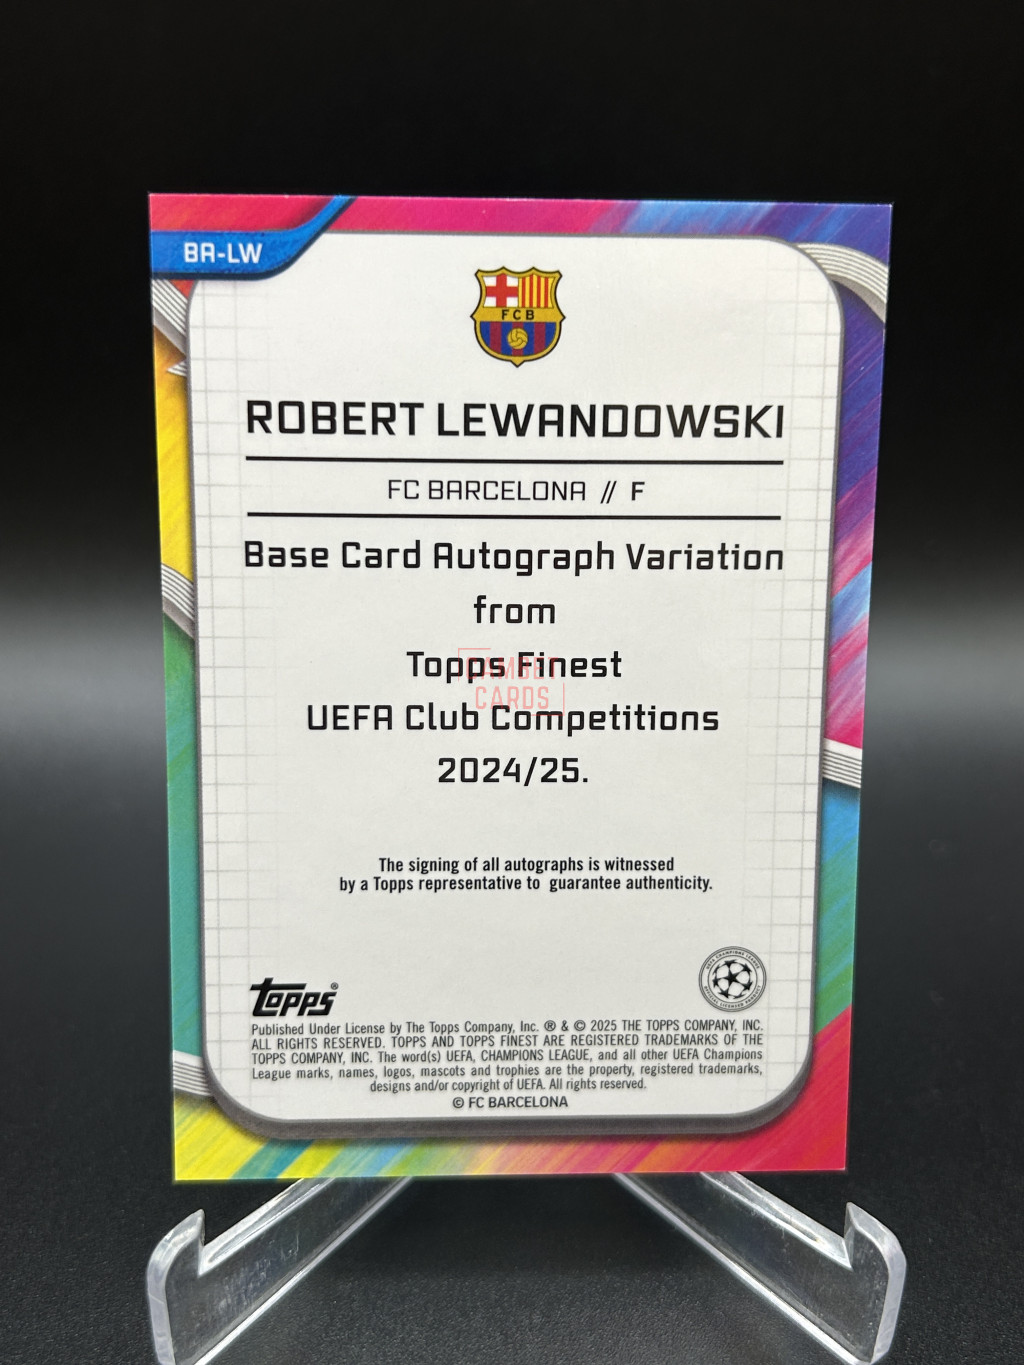 BA-LW
FCB
ROBERT LEWANDOWSKI
FC BARCELONA // F
Base Card Autograph Variation
from
Topps Finest
UEFA Club Competitions
2024/25.
GAMBET
CARDS
The signing of all autographs is witnessed
by a Topps representative to guarantee authenticity.
topps®
Published Under License by The Topps Company, Inc. ® & © 2025 THE TOPPS COMPANY, INC.
ALL RIGHTS RESERVED. TOPPS AND TOPPS FINEST ARE REGISTERED TRADEMARKS OF THE
TOPPS COMPANY, INC. The word(s) UEFA, CHAMPIONS LEAGUE, and all other UEFA Champions
League marks, names, logos, mascots and trophies are the property, registered trademarks,
designs and/or copyright of UEFA. All rights reserved.
© FC BARCELONA